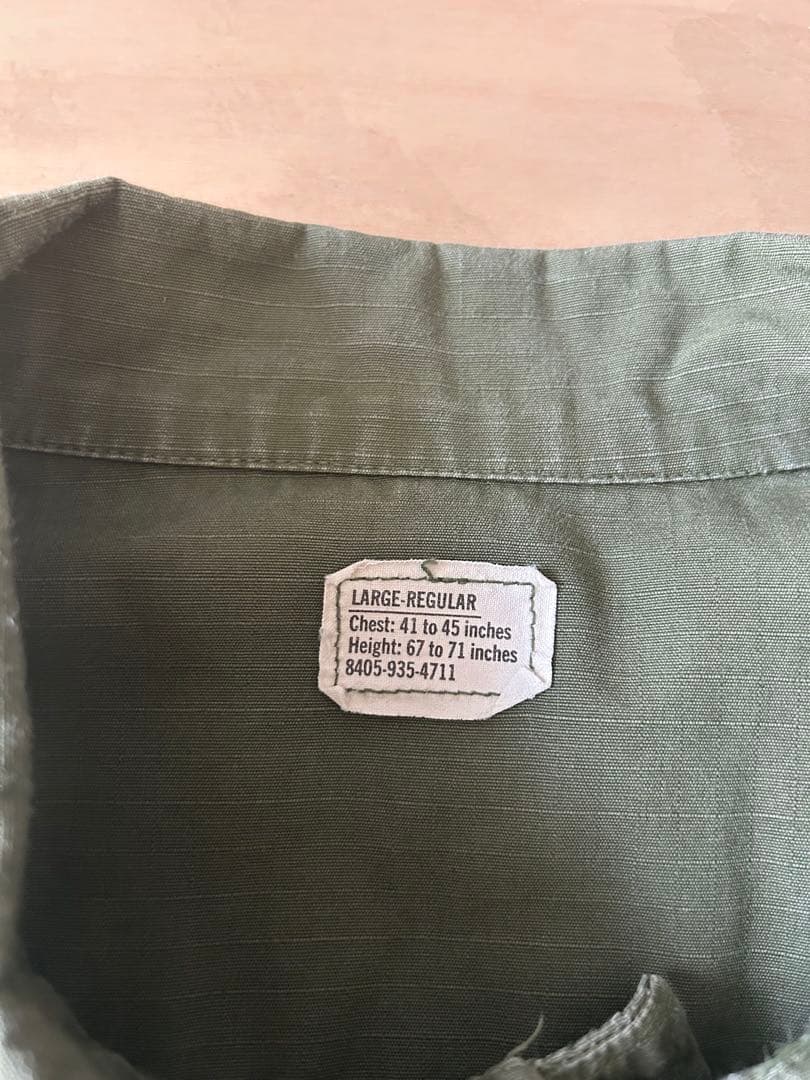 LARGE-REGULAR
Chest: 41 to 45 inches
Height: 67 to 71 inches
8405-935-4711